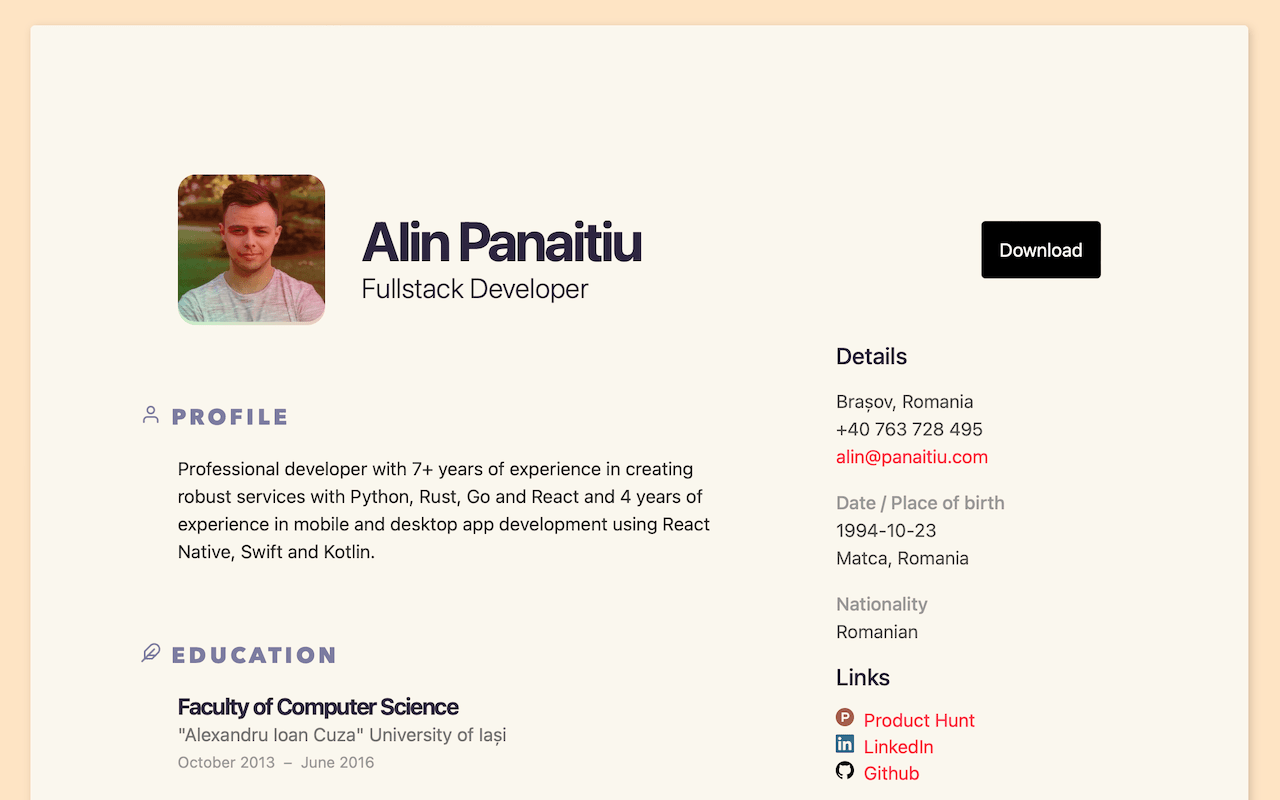 Alin Panaitiu
Fullstack Developer
Download
PROFILE
Professional developer with 7+ years of experience in creating
robust services with Python, Rust, Go and React and 4 years of
experience in mobile and desktop app development using React
Native, Swift and Kotlin.
EDUCATION
Faculty of Computer Science
"Alexandru Ioan Cuza" University of Iași
October 2013 – June 2016
Details
Brașov, Romania
+40 763 728 495
alin@panaitiu.com
Date / Place of birth
1994-10-23
Matca, Romania
Nationality
Romanian
Links
P Product Hunt
in LinkedIn
Github